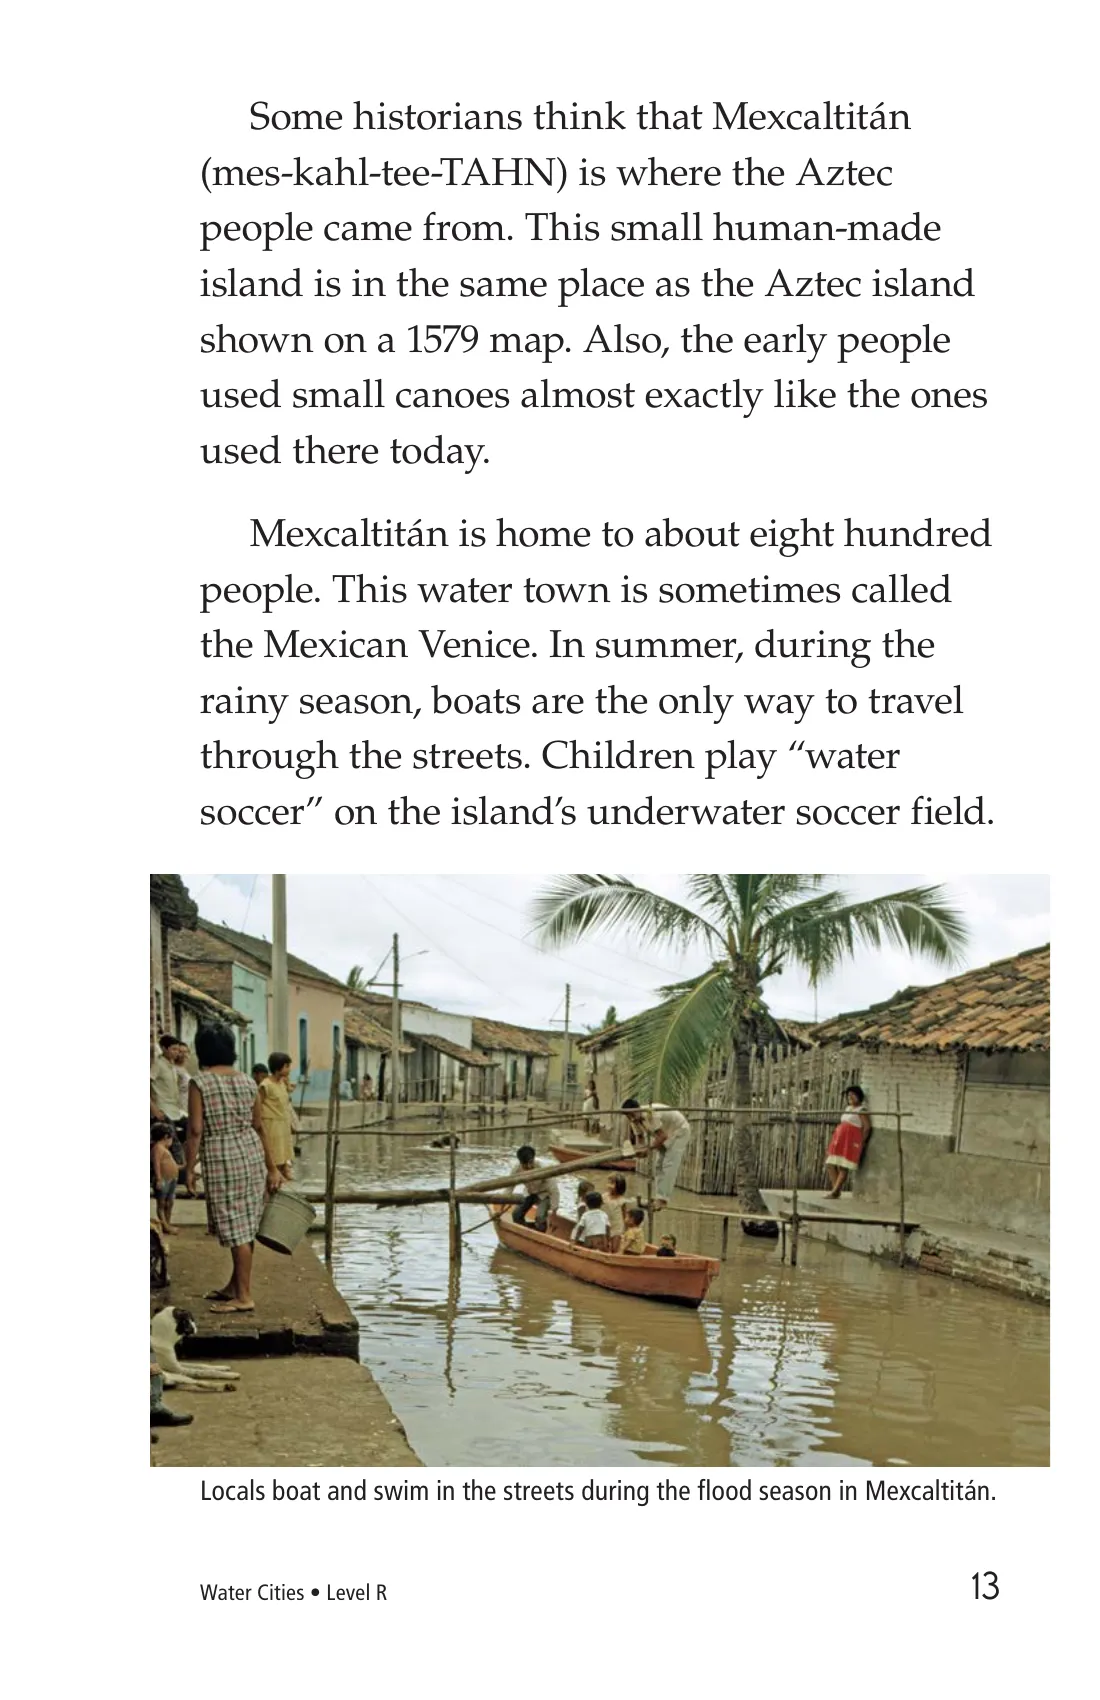 Some historians think that Mexcaltitán
(mes-kahl-tee-TAHN) is where the Aztec
people came from. This small human-made
island is in the same place as the Aztec island
shown on a 1579 map. Also, the early people
used small canoes almost exactly like the ones
used there today.
Mexcaltitán is home to about eight hundred
people. This water town is sometimes called
the Mexican Venice. In summer, during the
rainy season, boats are the only way to travel
through the streets. Children play “water
soccer” on the island’s underwater soccer field.
Locals boat and swim in the streets during the flood season in Mexcaltitán.
Water Cities • Level R
13